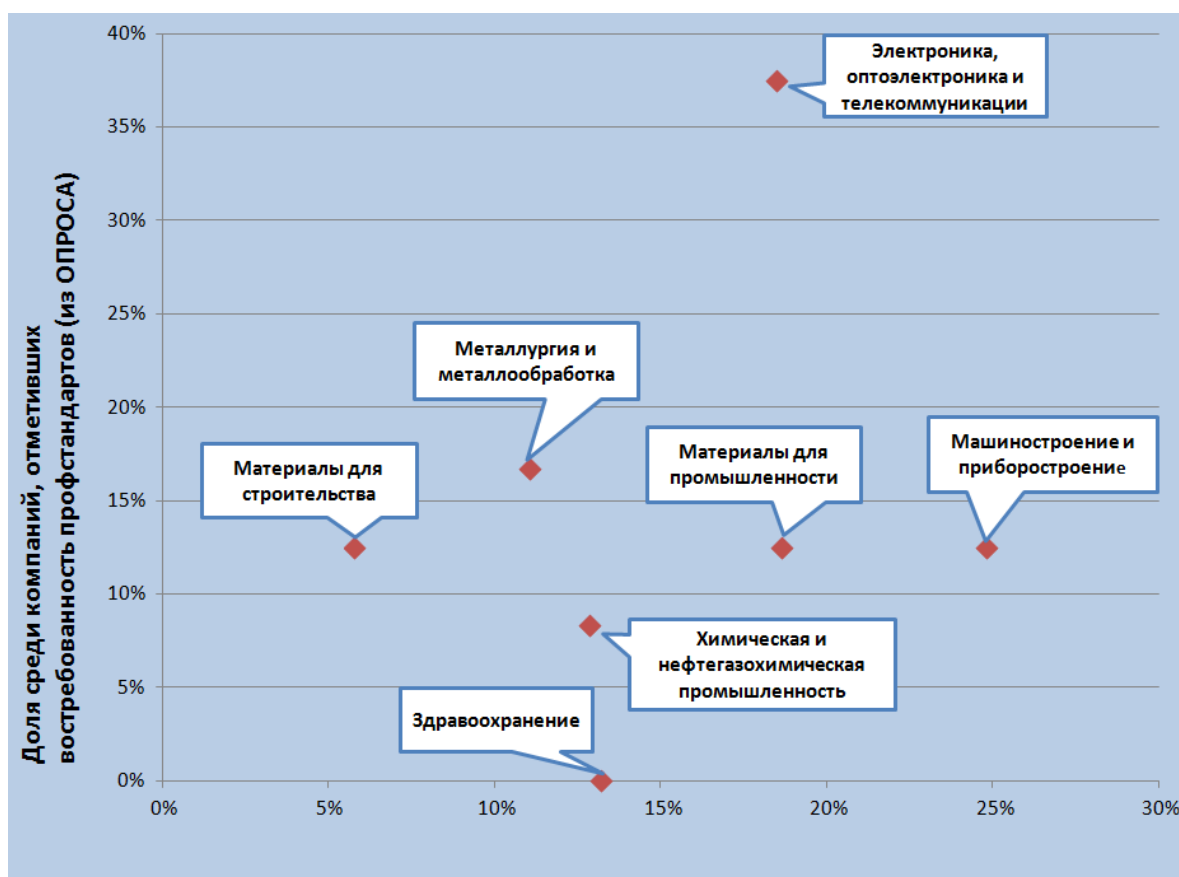 Доля среди компаний, отметивших
востребованность профстандартов (из ОПРОСА)
40%
35%
30%
25%
20%
15%
10%
5%
0%
Электроника,
оптоэлектроника и
телекоммуникации
Металлургия и
металлообработка
Материалы для
строительства
Материалы для
промышленности
Машиностроение и
приборостроение
Химическая и
нефтегазохимическая
промышленность
Здравоохранение
0%
5%
10%
15%
20%
25%
30%